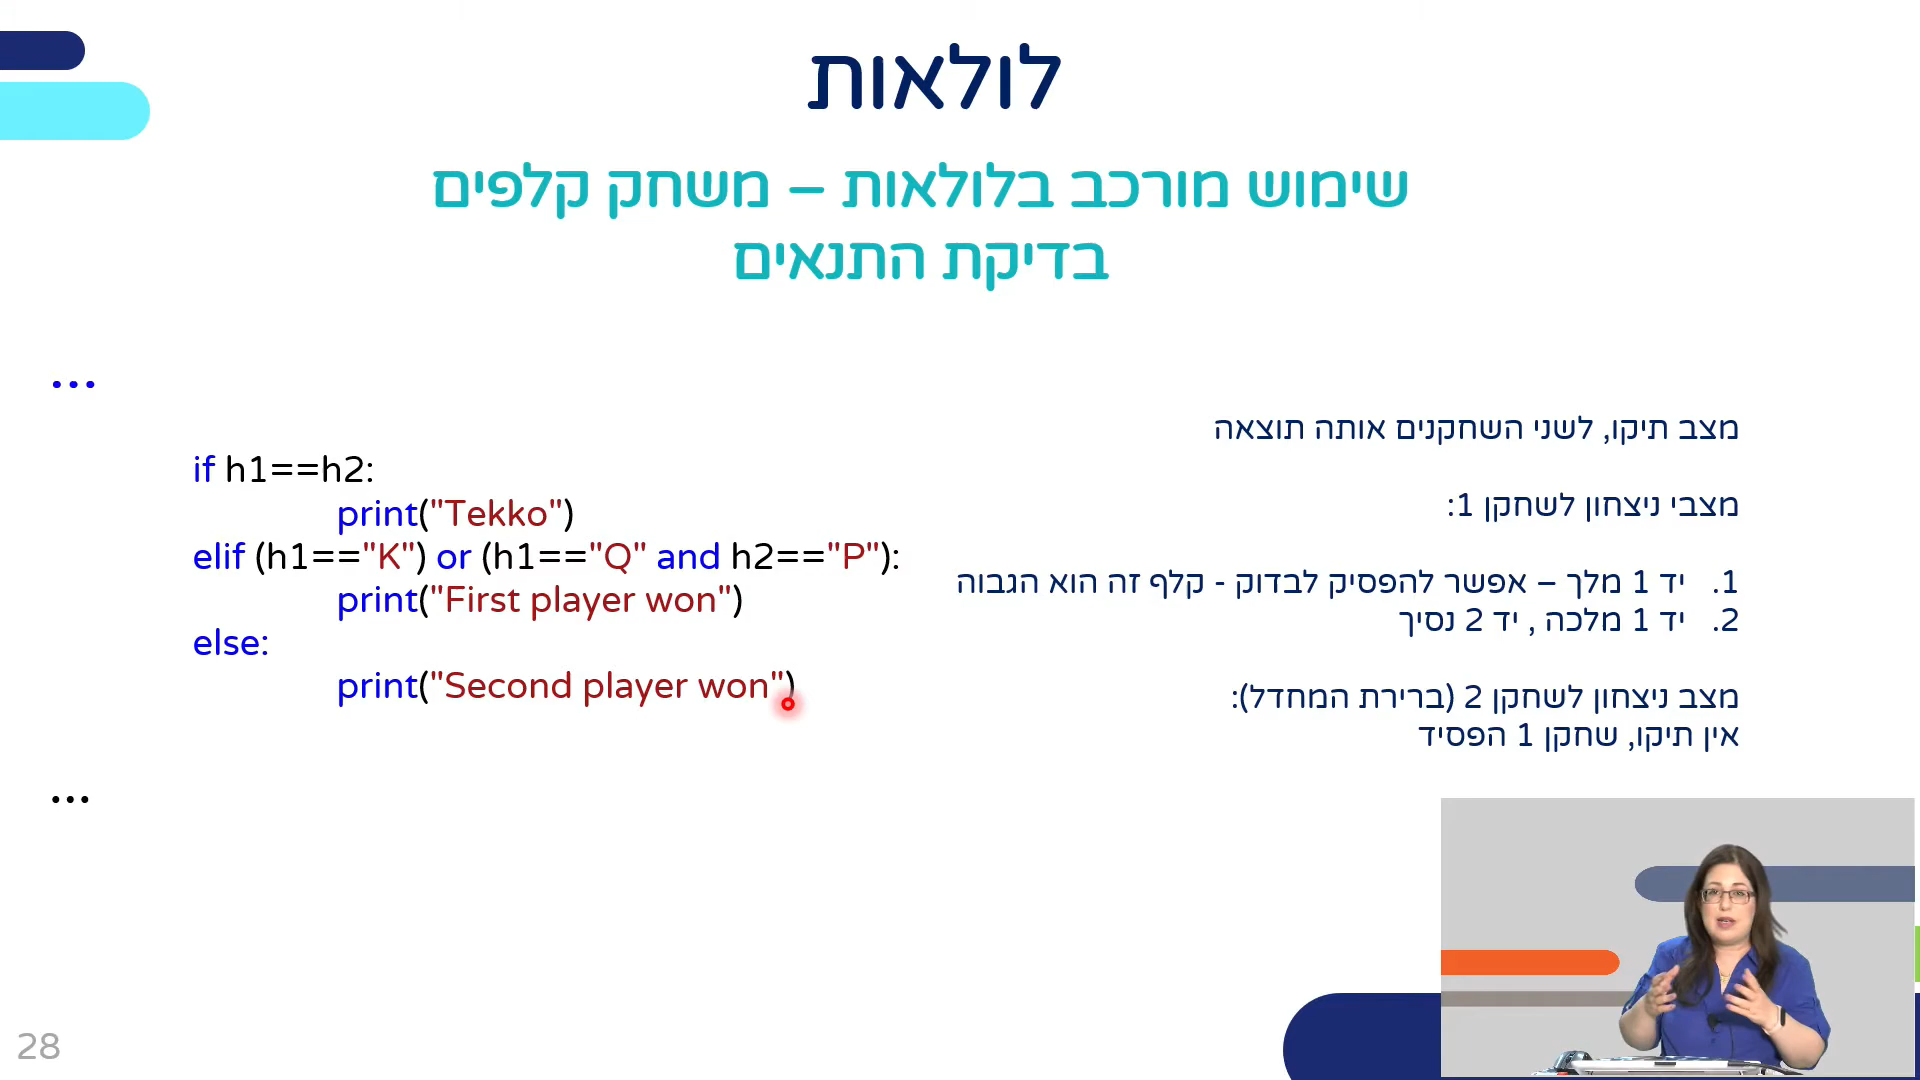 לולאות
שימוש מורכב בלולאות – משחק קלפים
בדיקת התנאים
...
if h1==h2:
print("Tekko")
elif (h1=="K") or (h1=="Q" and h2=="P"):
print("First player won")
else:
print("Second player won")
...
מצב תיקו, לשני השחקנים אותה תוצאה
מצבי ניצחון לשחקן 1:
1. יד 1 מלך – אפשר להפסיק לבדוק - קלף זה הוא הגבוה
2. יד 1 מלכה , יד 2 נסיך
מצב ניצחון לשחקן 2 (ברירת המחדל):
אין תיקו, שחקן 1 הפסיד
28